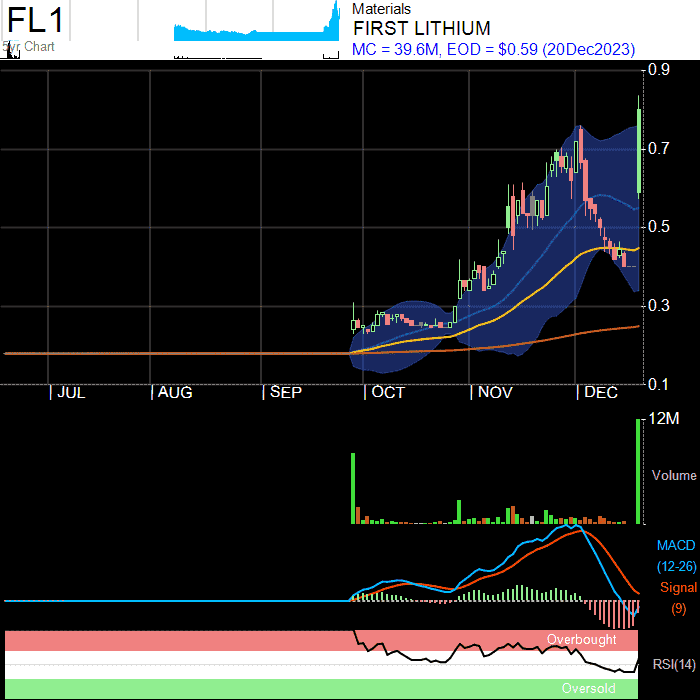 FL1
5yr Chart
Materials
FIRST LITHIUM
MC = 39.6M, EOD = $0.59 (20Dec2023)
0.9
0.7
0.5
0.3
0.1
JUL
AUG
SEP
OCT
NOV
DEC
12M
Volume
MACD
(12-26)
Signal
(9)
Overbought
RSI(14)
Oversold